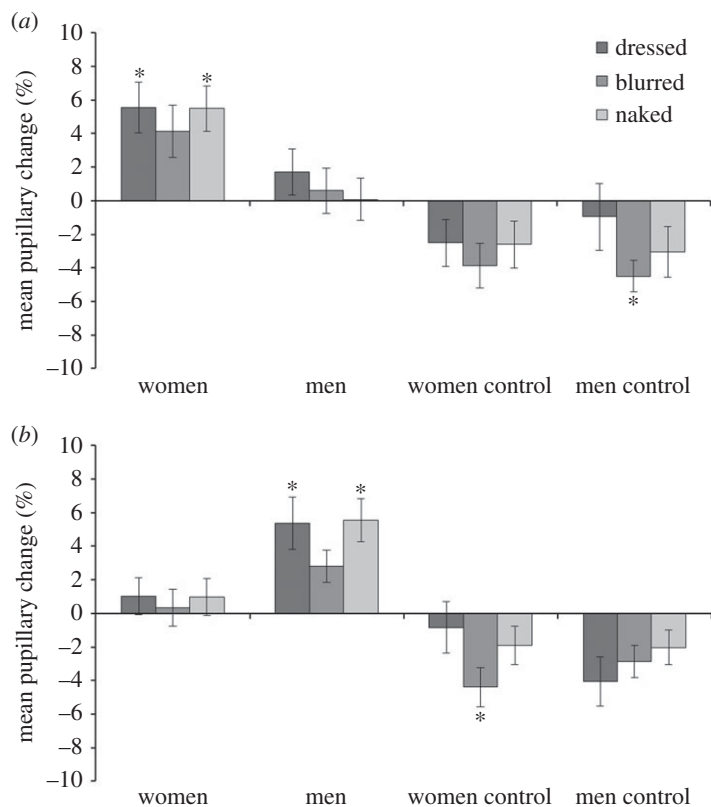 (a)
mean pupillary change (%)
10
8
6
4
2
0
−2
−4
−6
−8
−10
* *
*
dressed
blurred
naked
women men women control men control
(b)
mean pupillary change (%)
10
8
6
4
2
0
−2
−4
−6
−8
−10
* *
*
women men women control men control